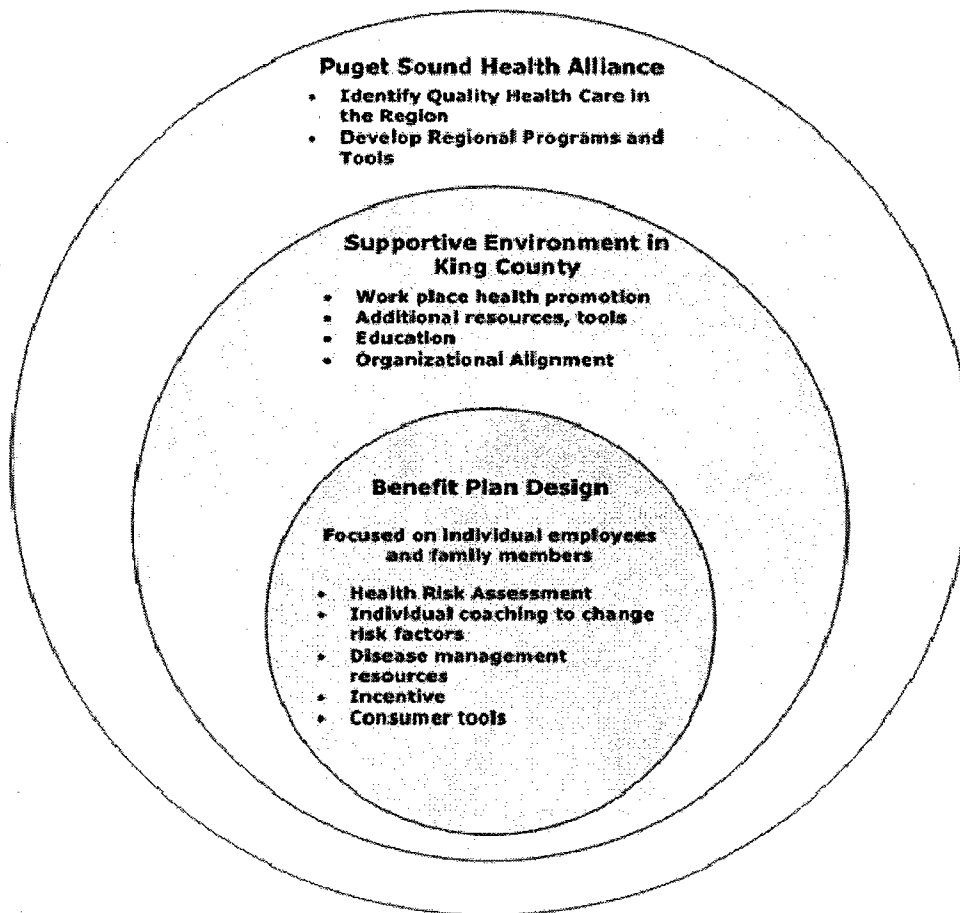 Puget Sound Health Alliance
• Identify Quality Health Care in
the Region
• Develop Regional Programs and
Tools
Supportive Environment in
King County
• Work place health promotion
• Additional resources, tools
• Education
• Organizational Alignment
Benefit Plan Design
Focused on individual employees
and family members
• Health Risk Assessment
• Individual coaching to change
risk factors
• Disease management
resources
• Incentive
• Consumer tools